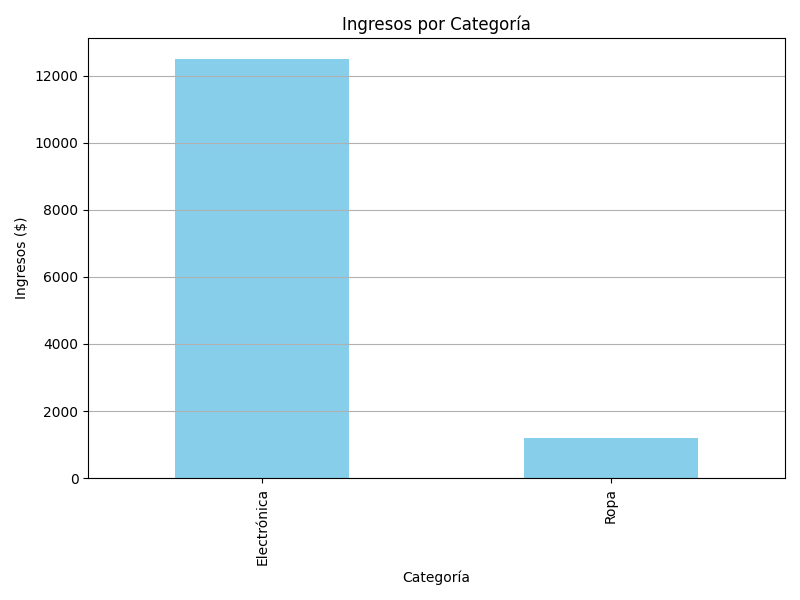 Ingresos por Categoría
Ingresos ($)
12000
10000
8000
6000
4000
2000
0
Electrónica
Ropa
Categoría